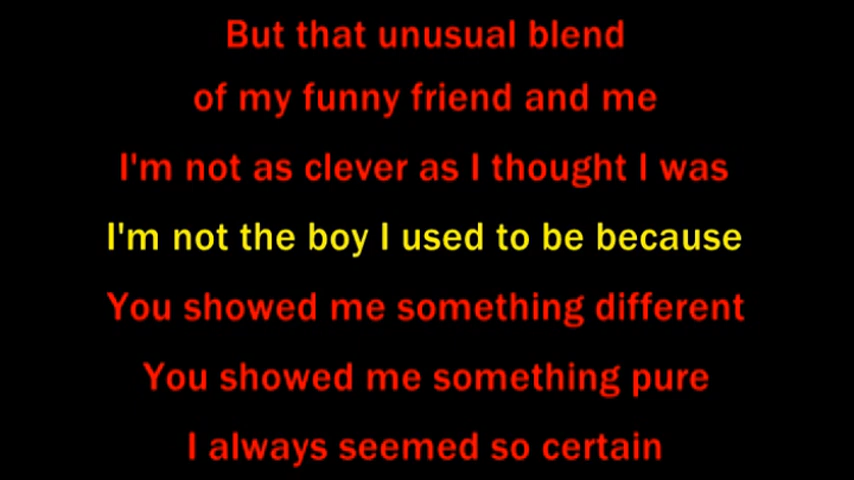 But that unusual blend
of my funny friend and me
I'm not as clever as I thought I was
I'm not the boy I used to be because
You showed me something different
You showed me something pure
I always seemed so certain